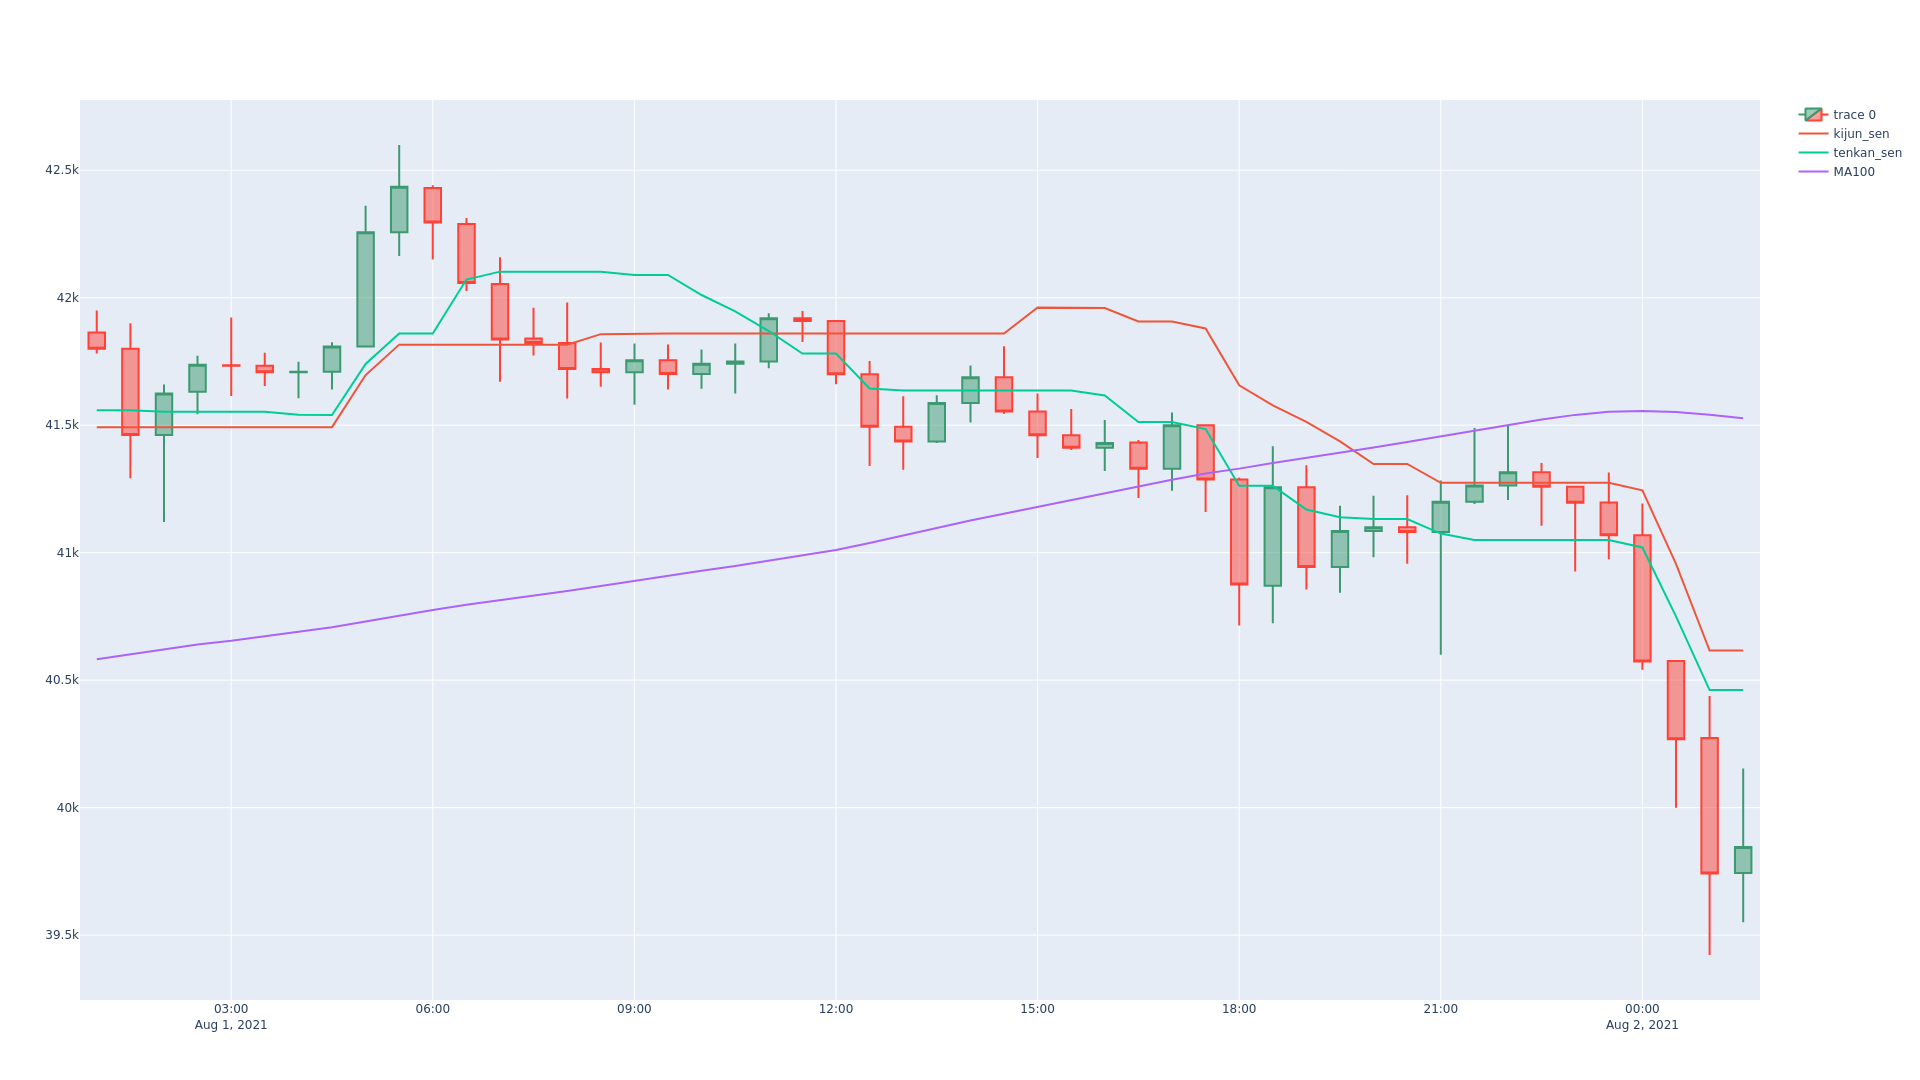 trace 0
kijun_sen
tenkan_sen
MA100
42.5k
42k
41.5k
41k
40.5k
40k
39.5k
03:00 06:00 09:00 12:00 15:00 18:00 21:00 00:00
Aug 1, 2021 Aug 2, 2021